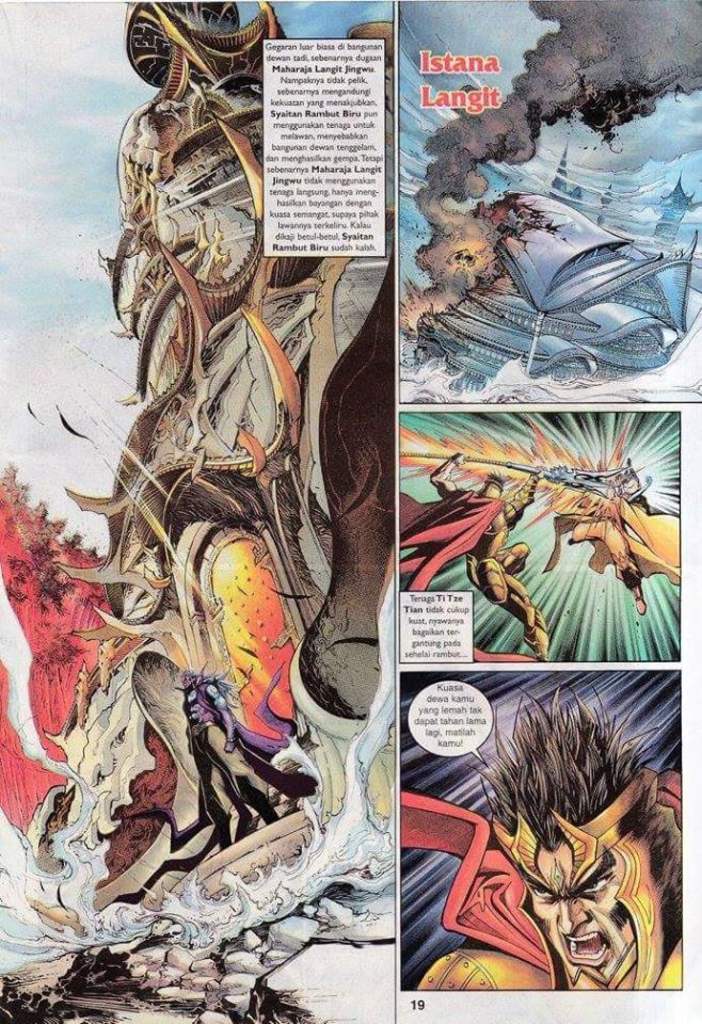 Gegaran luar biasa di bangunan
dewan tadi, sebenarnya dugaan
Maharaja Langit Jingwu.
Nampaknya tidak pelik,
sebenarnya mengandungi
kekuatan yang menakjubkan,
Syaitan Rambut Biru pun
menggunakan tenaga untuk
melawan, menyebabkan
bangunan dewan tenggelam,
dan menghasilkan gempa. Tetapi
sebenarnya Maharaja Langit
Jingwu tidak menggunakan
tenaga langsung, hanya meng-
hasilkan bayangan dengan
kuasa semangat, supaya pihak
lawannya terkeliru. Kalau
dikaji betul-betul, Syaitan
Rambut Biru sudah kalah.
Istana
Langit
Tenaga Ti Tze
Tian tidak cukup
kuat, nyawanya
bagaikan ter-
gantung pada
sehelai rambut...
Kuasa
dewa kamu
yang lemah tak
dapat tahan lama
lagi, matilah
kamu!
19